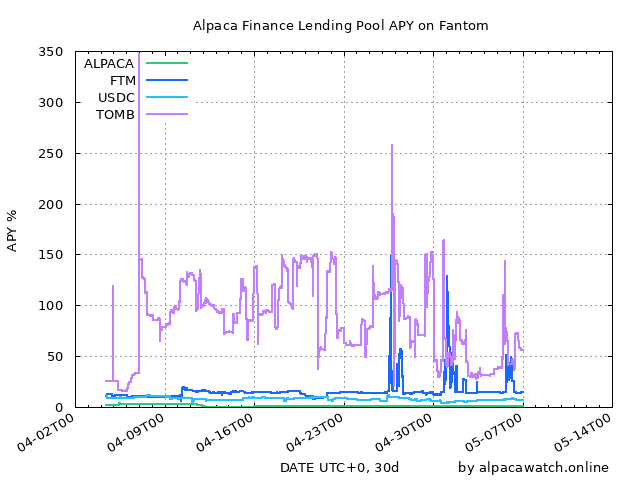 Alpaca Finance Lending Pool APY on Fantom
350
300
250
200
150
100
50
0
APY %
ALPACA
FTM
USDC
TOMB
04-02T00
04-09T00
04-16T00
04-23T00
04-30T00
05-07T00
05-14T00
DATE UTC+0, 30d
by alpacawatch.online